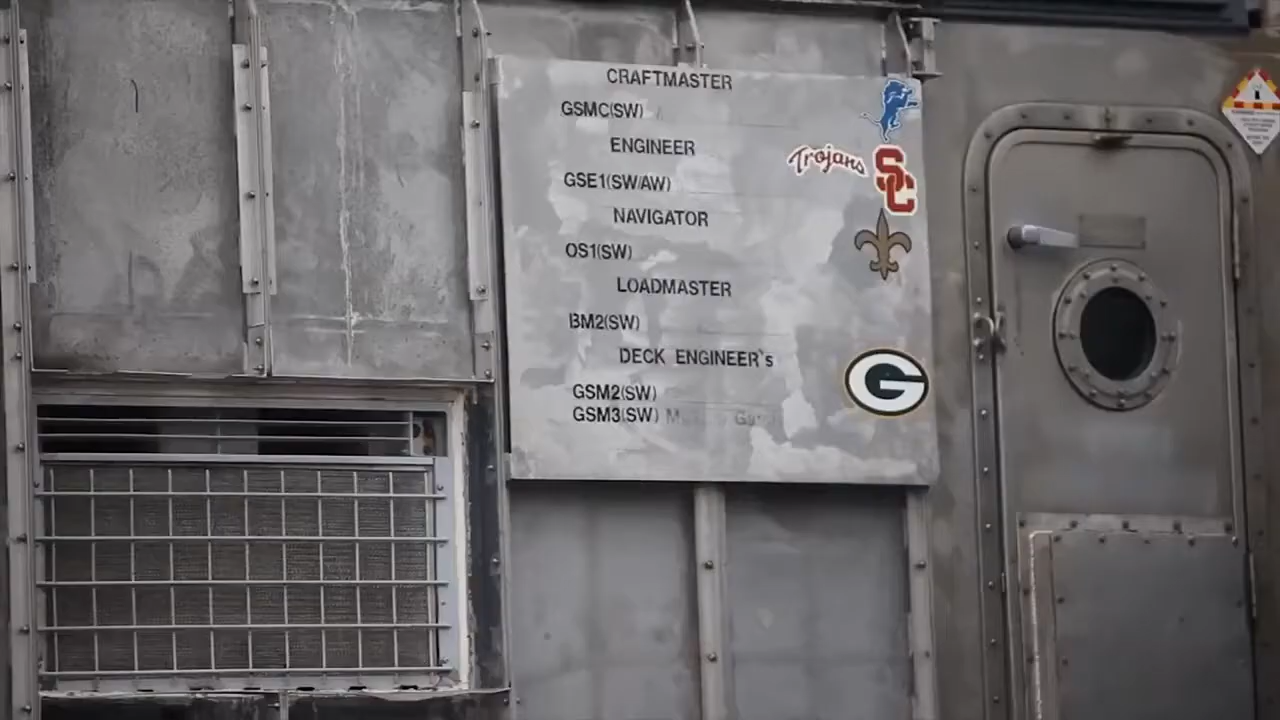 CRAFTMASTER
GSMC(SW)
ENGINEER
Trojans
SC
GSE1(SW/AW)
NAVIGATOR
OS1(SW)
LOADMASTER
BM2(SW)
DECK ENGINEER's
G
GSM2(SW)
GSM3(SW)